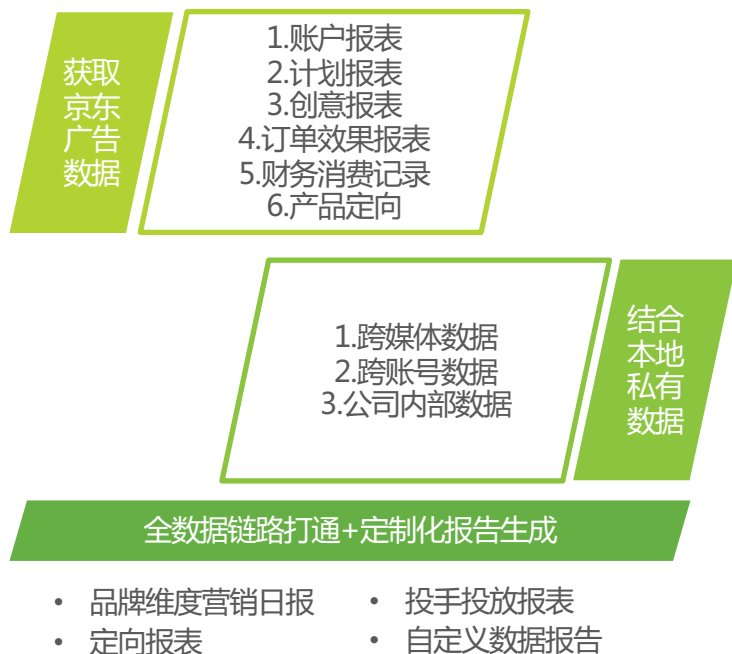 获取
京东
广告
数据
1.账户报表
2.计划报表
3.创意报表
4.订单效果报表
5.财务消费记录
6.产品定向
1.跨媒体数据
2.跨账号数据
3.公司内部数据
结合
本地
私有
数据
全数据链路打通+定制化报告生成
• 品牌维度营销日报
• 定向报表
• 投手投放报表
• 自定义数据报告